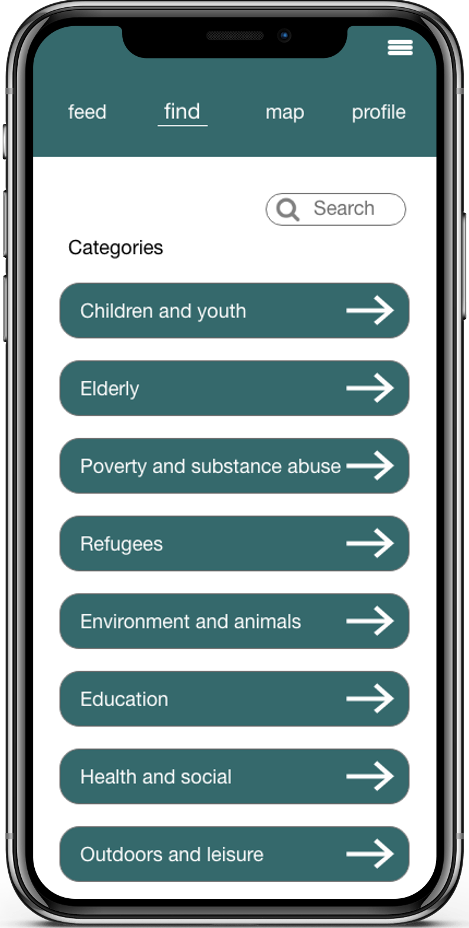 feed find map profile
Search
Categories
Children and youth
Elderly
Poverty and substance abuse
Refugees
Environment and animals
Education
Health and social
Outdoors and leisure